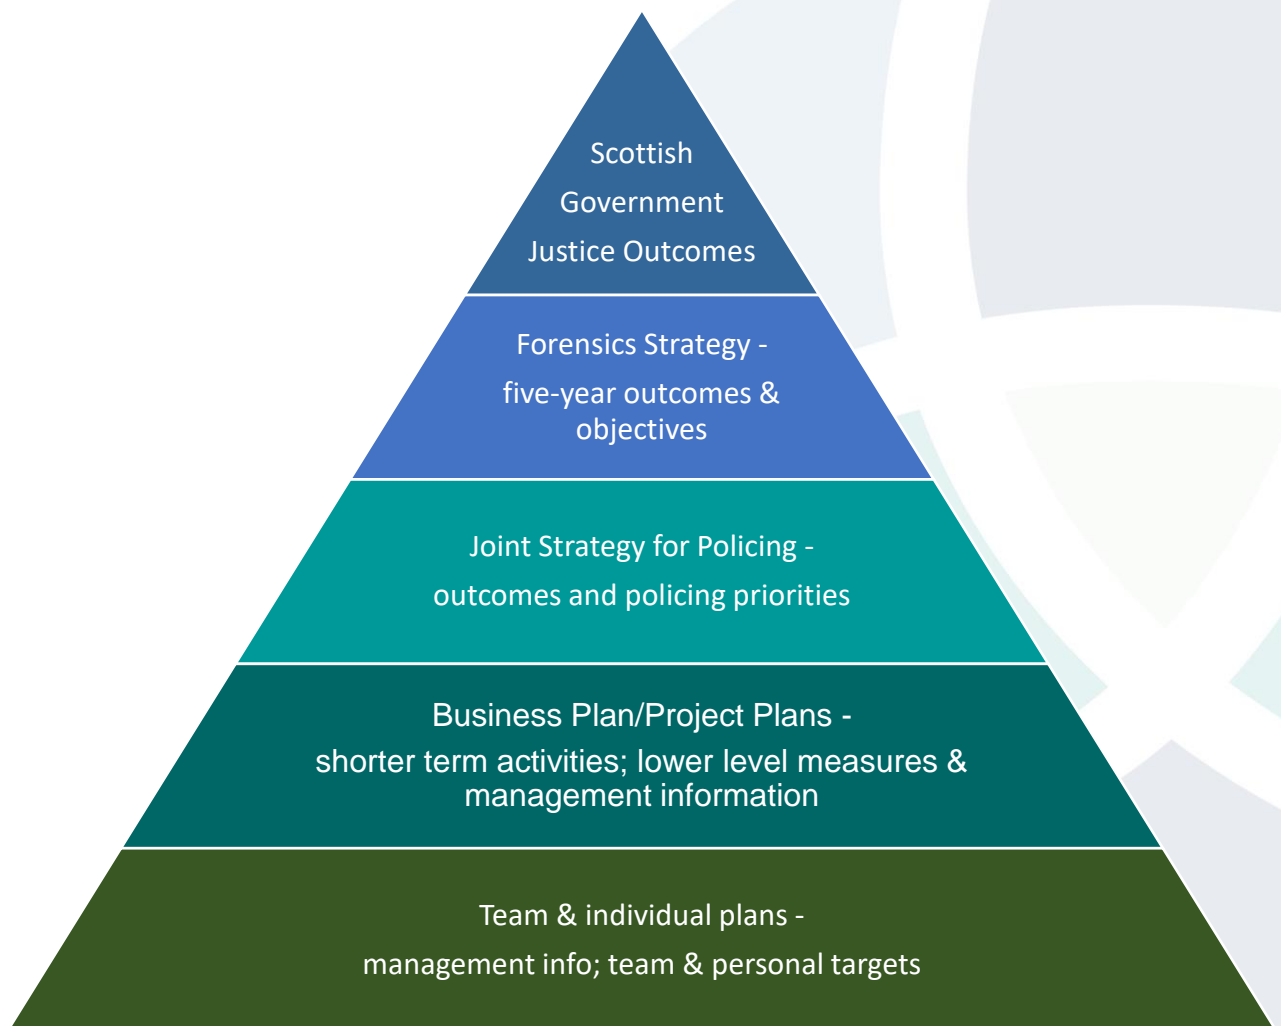 Scottish
Government
Justice Outcomes
Forensics Strategy -
five-year outcomes &
objectives
Joint Strategy for Policing -
outcomes and policing priorities
Business Plan/Project Plans -
shorter term activities; lower level measures &
management information
Team & individual plans -
management info; team & personal targets